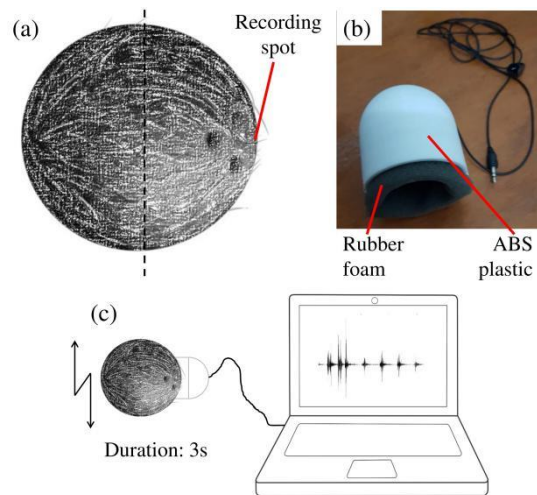 (a)
Recording
spot
(b)
Rubber
foam
ABS
plastic
(c)
Duration: 3s